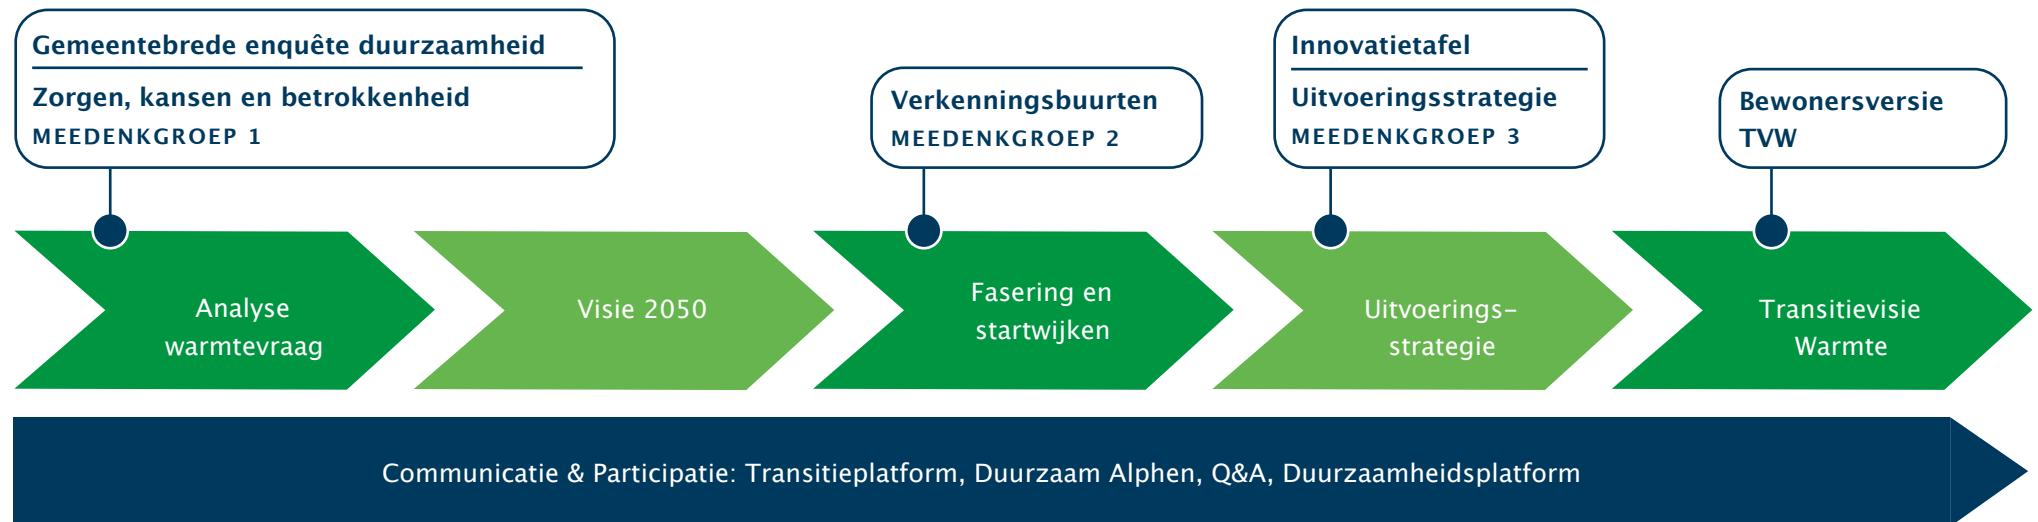 Gemeentebrede enquête duurzaamheid
Zorgen, kansen en betrokkenheid
MEEDENKGROEP 1
Verkenningsbuurten
MEEDENKGROEP 2
Innovatietafel
Uitvoeringsstrategie
MEEDENKGROEP 3
Bewonersversie
TVW
Analyse
warmtevraag
Visie 2050
Fasering en
startwijken
Uitvoerings-
strategie
Transitievisie
Warmte
Communicatie & Participatie: Transitieplatform, Duurzaam Alphen, Q&A, Duurzaamheidsplatform